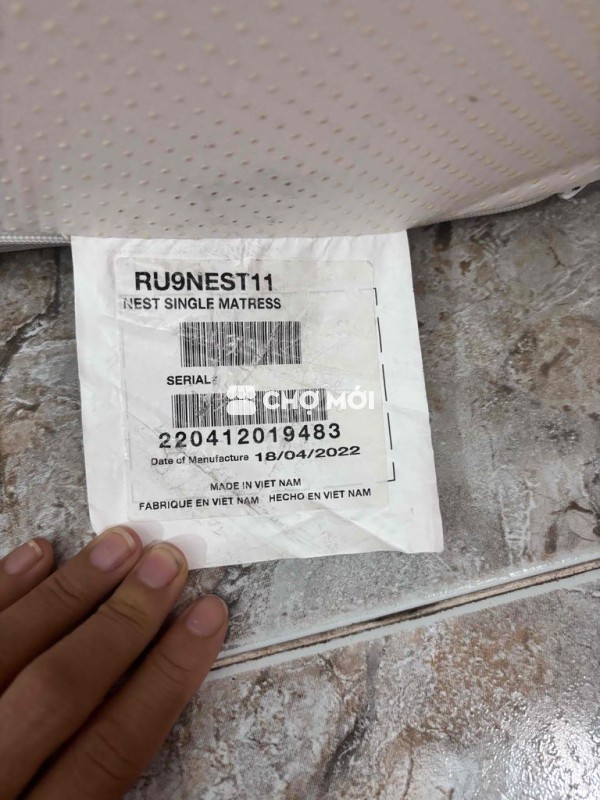 RU9NEST11
NEST SINGLE MATRESS
SERIAL#
CHỢ MỚI
220412019483
Date of Manufacture 18/04/2022
MADE IN VIET NAM
FABRIQUE EN VIET NAM HECHO EN VIET NAM